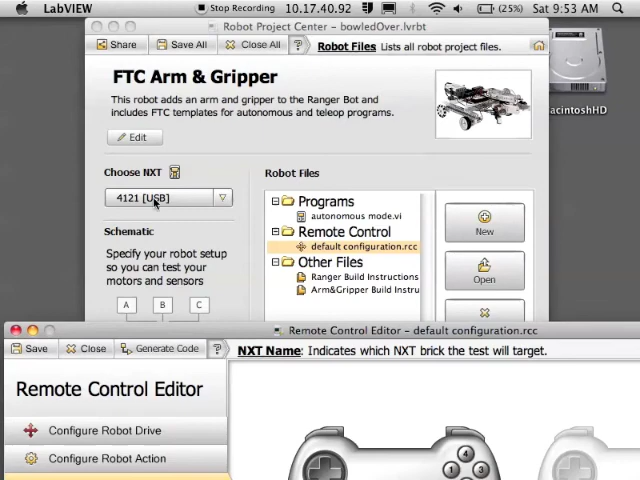 LabVIEW Stop Recording 10.17.40.92 (25%) Sat 9:53 AM
Robot Project Center - bowledOver.lvrbt
Share Save All Close All ? Robot Files Lists all robot project files.
FTC Arm & Gripper
This robot adds an arm and gripper to the Ranger Bot and
includes FTC templates for autonomous and teleop programs.
Edit
acintoshHD
Choose NXT
4121 [USB]
Schematic
Specify your robot setup
so you can test your
motors and sensors
A B C
Robot Files
Programs
autonomous mode.vi
Remote Control
default configuration.rcc
Other Files
Ranger Build Instructions
Arm&Gripper Build Instru
New
Open
Remote Control Editor - default configuration.rcc
Save Close Generate Code ? NXT Name: Indicates which NXT brick the test will target.
Remote Control Editor
Configure Robot Drive
Configure Robot Action
4
1 3